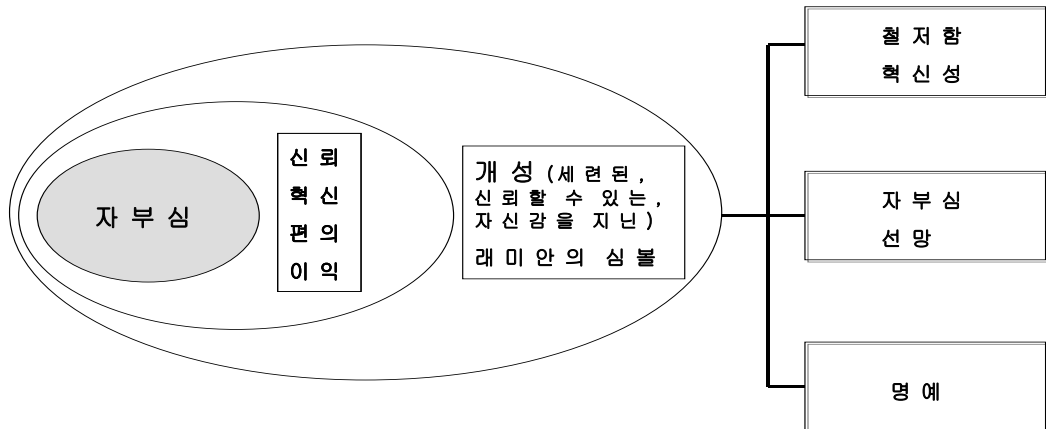 자부심
신뢰
혁신
편의
이익
개성 (세련된,
신뢰할 수 있는,
자신감을 지닌)
래미안의 심볼
철저함
혁신성
자부심
선망
명예